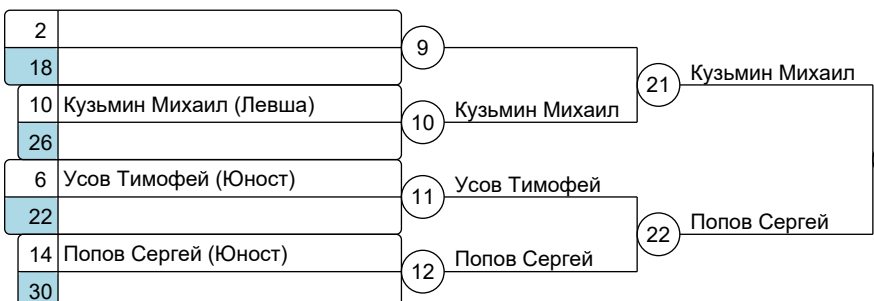 2
9
18
21 Кузьмин Михаил
10 Кузьмин Михаил (Левша)
10 Кузьмин Михаил
26
6 Усов Тимофей (Юност)
11 Усов Тимофей
22
22 Попов Сергей
14 Попов Сергей (Юност)
12 Попов Сергей
30